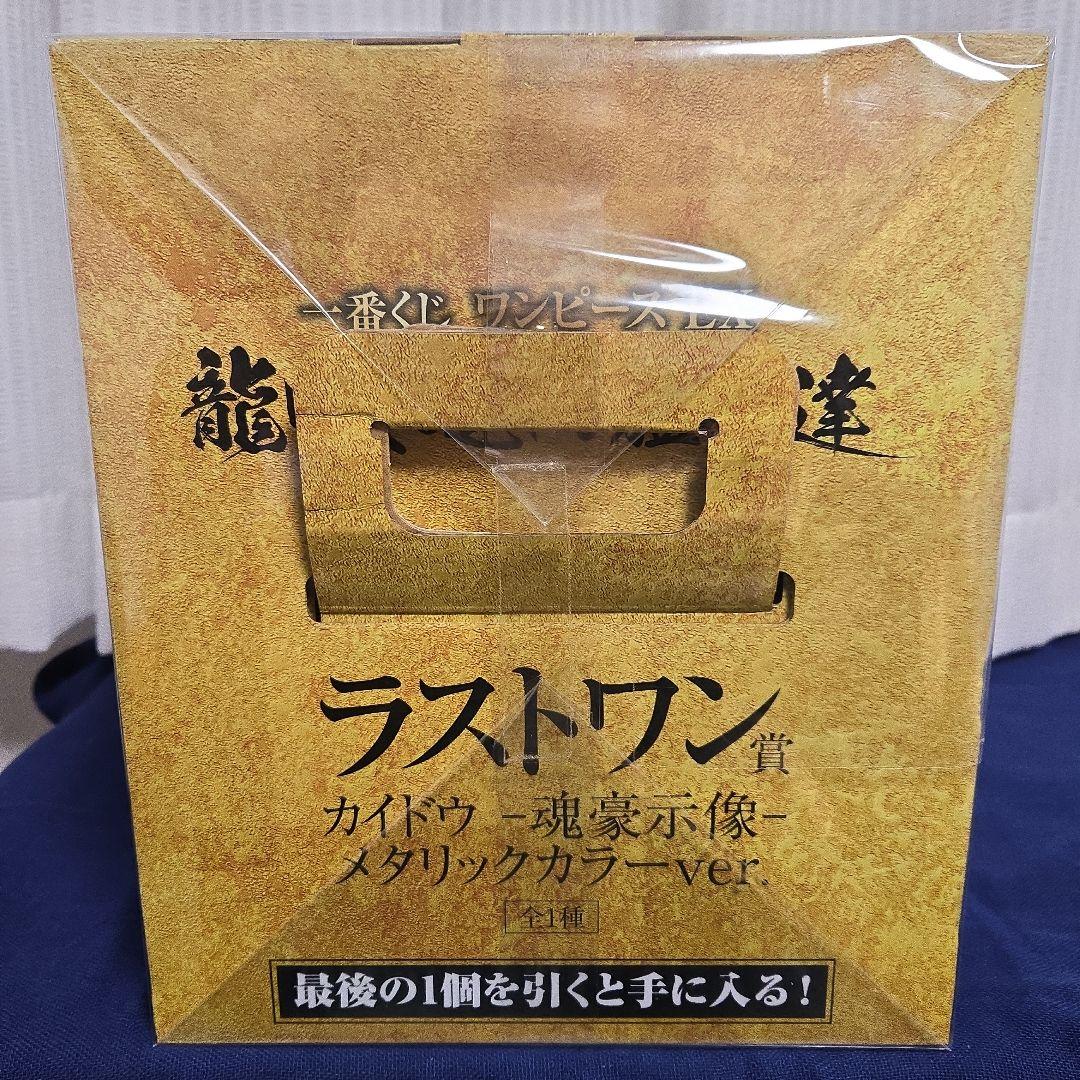 一番くじ ワンピース EX
龍 達
ラストワン賞
カイドウ -魂豪示像-
メタリックカラーver.
全1種
最後の1個を引くと手に入る!